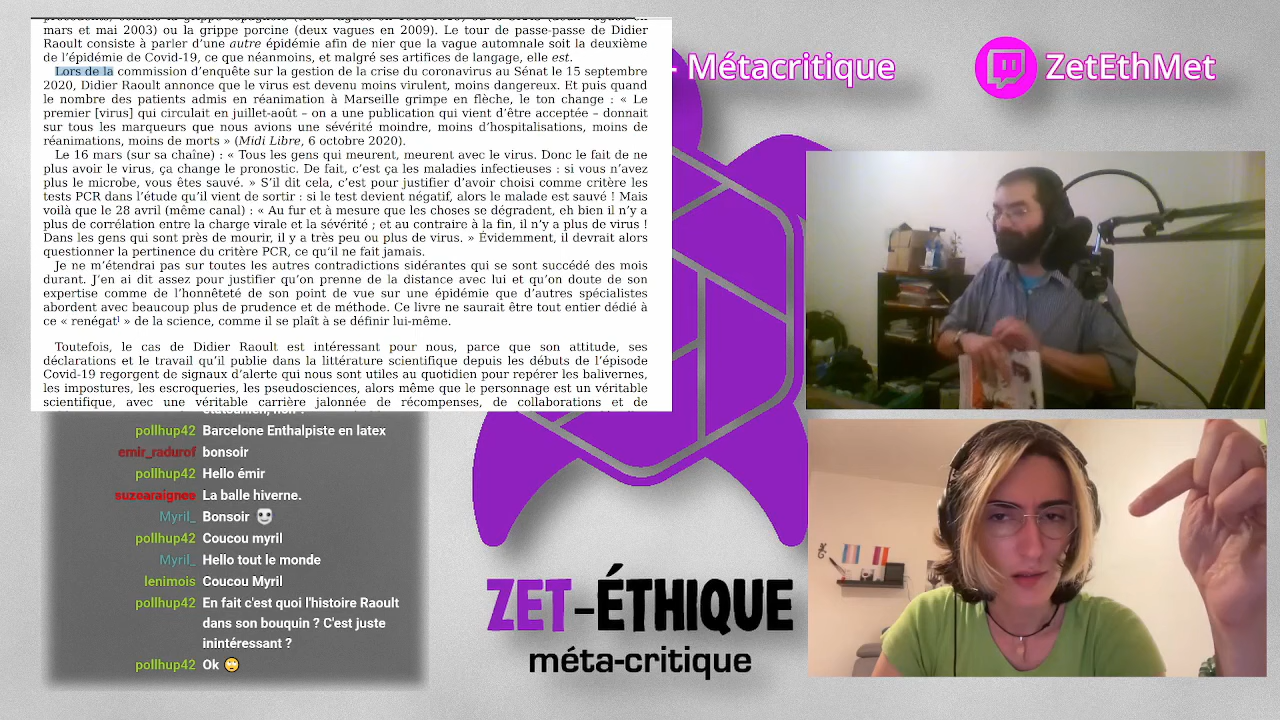 mars et mai 2003) ou la grippe porcine (deux vagues en 2009). Le tour de passe-passe de Didier
Raoult consiste à parler d’une autre épidémie afin de nier que la vague automnale soit la deuxième
de l’épidémie de Covid-19, ce que néanmoins, et malgré ses artifices de langage, elle est.
Lors de la commission d’enquête sur la gestion de la crise du coronavirus au Sénat le 15 septembre
2020, Didier Raoult annonce que le virus est devenu moins virulent, moins dangereux. Et puis quand
le nombre des patients admis en réanimation à Marseille grimpe en flèche, le ton change : « Le
premier [virus] qui circulait en juillet-août – on a une publication qui vient d’être acceptée – donnait
sur tous les marqueurs que nous avions une sévérité moindre, moins d’hospitalisations, moins de
réanimations, moins de morts » (Midi Libre, 6 octobre 2020).
Le 16 mars (sur sa chaîne) : « Tous les gens qui meurent, meurent avec le virus. Donc le fait de ne
plus avoir le virus, ça change le pronostic. De fait, c’est ça les maladies infectieuses : si vous n’avez
plus le microbe, vous êtes sauvé. » S’il dit cela, c’est pour justifier d’avoir choisi comme critère les
tests PCR dans l’étude qu’il vient de sortir : si le test devient négatif, alors le malade est sauvé ! Mais
voilà que le 28 avril (même canal) : « Au fur et à mesure que les choses se dégradent, eh bien il n’y a
plus de corrélation entre la charge virale et la sévérité ; et au contraire à la fin, il n’y a plus de virus !
Dans les gens qui sont près de mourir, il y a très peu ou plus de virus. » Évidemment, il devrait alors
questionner la pertinence du critère PCR, ce qu’il ne fait jamais.
Je ne m’étendrai pas sur toutes les autres contradictions sidérantes qui se sont succédé des mois
durant. J’en ai dit assez pour justifier qu’on prenne de la distance avec lui et qu’on doute de son
expertise comme de l’honnêteté de son point de vue sur une épidémie que d’autres spécialistes
abordent avec beaucoup plus de prudence et de méthode. Ce livre ne saurait être tout entier dédié à
ce « renégat¹ » de la science, comme il se plaît à se définir lui-même.
Toutefois, le cas de Didier Raoult est intéressant pour nous, parce que son attitude, ses
déclarations et le travail qu’il publie dans la littérature scientifique depuis les débuts de l’épisode
Covid-19 regorgent de signaux d’alerte qui nous sont utiles au quotidien pour repérer les balivernes,
les impostures, les escroqueries, les pseudosciences, alors même que le personnage est un véritable
scientifique, avec une véritable carrière jalonnée de récompenses, de collaborations et de
- Métacritique
ZetEthMet
pollhup42 Barcelone Enthalpiste en latex
emir_radurof bonsoir
pollhup42 Hello émir
suzearaignee La balle hiverne.
Myril_ Bonsoir
pollhup42 Coucou myril
Myril_ Hello tout le monde
lenimois Coucou Myril
pollhup42 En fait c'est quoi l'histoire Raoult
dans son bouquin ? C'est juste
inintéressant ?
pollhup42 Ok
ZET-ÉTHIQUE
méta-critique